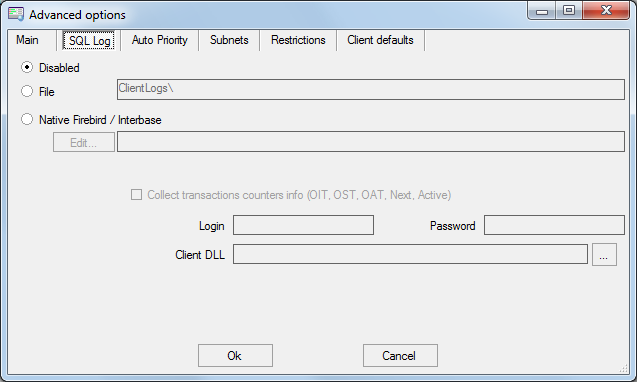 Advanced options
Main SQL Log Auto Priority Subnets Restrictions Client defaults
Disabled
File ClientLogs\
Native Firebird / Interbase
Edit...
Collect transactions counters info (OIT, OST, OAT, Next, Active)
Login Password
Client DLL ...
Ok Cancel